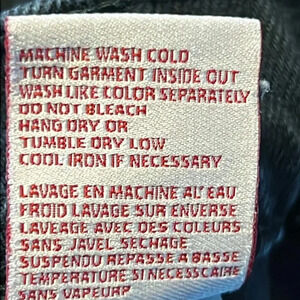 MACHINE WASH COLD
TURN GARMENT INSIDE OUT
WASH LIKE COLOR SEPARATELY
DO NOT BLEACH
HANG DRY OR
TUMBLE DRY LOW
COOL IRON IF NECESSARY
LAVAGE EN MACHINE AL'EAU
FROID LAVAGE SUR ENVERSE
LAVEAGE AVEC DES COLEURS
SANS JAVEL SECHAGE
SUSPENDU REPASSE A BASSE
TEMPERATURE SI NECESSCAIRE
SANS VAPEURP